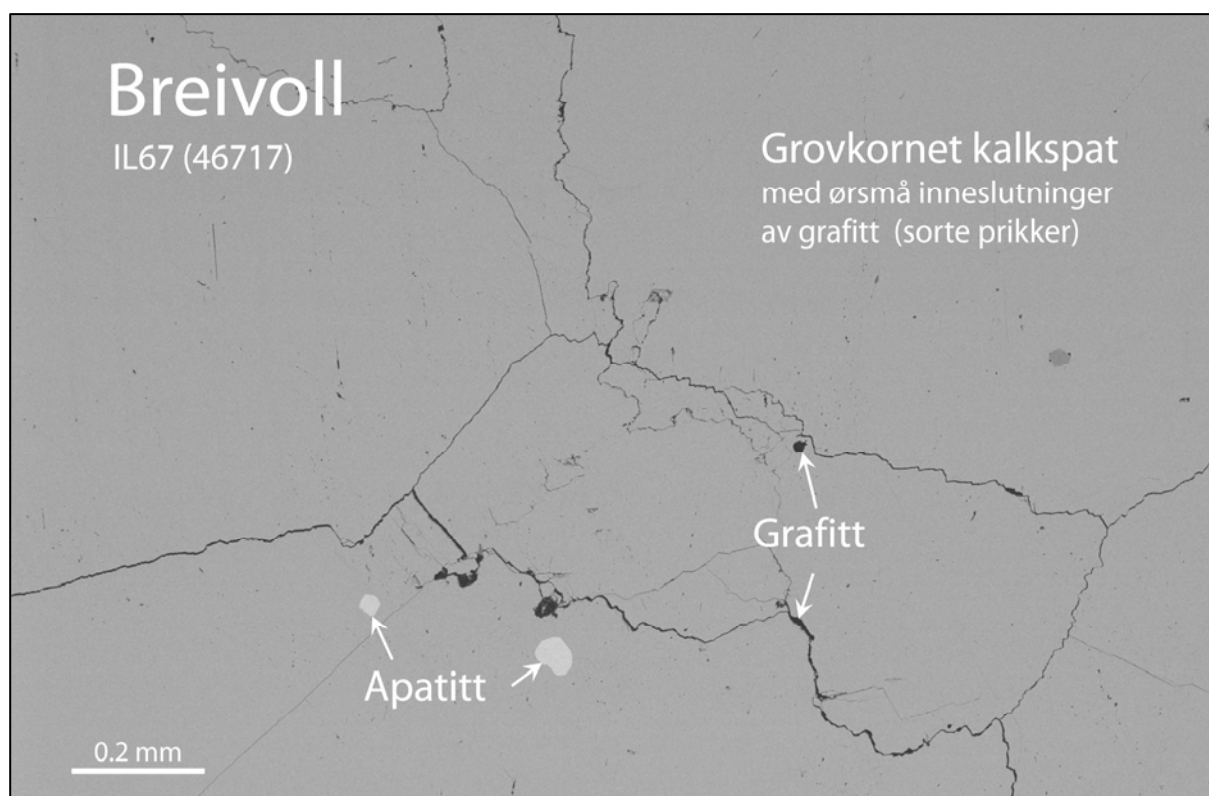 Breivoll
IL67 (46717)
Grovkornet kalkspat
med ørsmå inneslutninger
av grafitt (sorte prikker)
Grafitt
Apatitt
0.2 mm